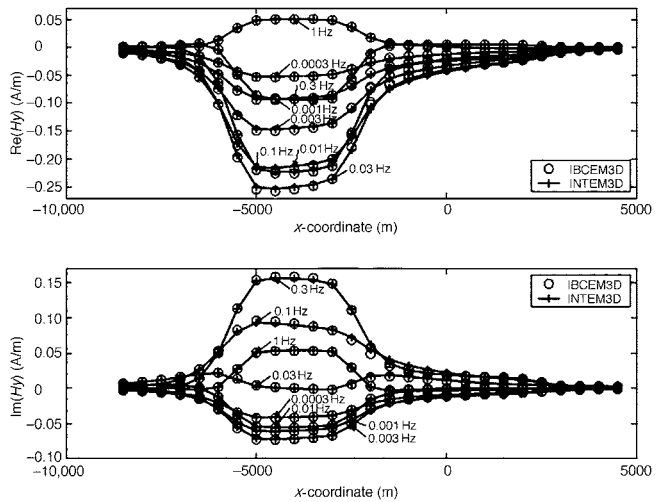 0.05
1 Hz
0
0.0003 Hz
−0.05
0.3 Hz
−0.10
0.001 Hz
0.003 Hz
−0.15
0.1 Hz
0.01 Hz
−0.20
0.03 Hz
−0.25
Re(Hy) (A/m)
IBCEM3D
INTEM3D
−10,000
−5000
0
5000
x-coordinate (m)
0.15
0.3 Hz
0.10
0.1 Hz
0.05
1 Hz
0.03 Hz
0
0.0003 Hz
0.01 Hz
−0.05
0.001 Hz
0.003 Hz
−0.10
Im(Hy) (A/m)
IBCEM3D
INTEM3D
−10,000
−5000
0
5000
x-coordinate (m)